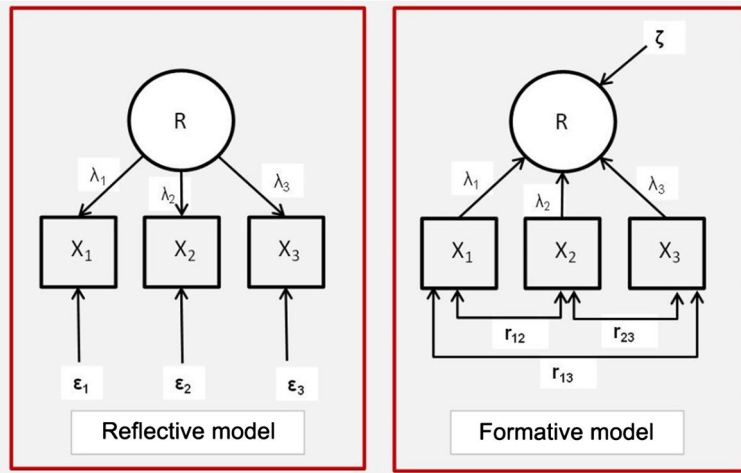 R
λ₁ λ₂ λ₃
X₁ X₂ X₃
ε₁ ε₂ ε₃
Reflective model
ζ
R
λ₁ λ₂ λ₃
X₁ X₂ X₃
r₁₂ r₂₃
r₁₃
Formative model